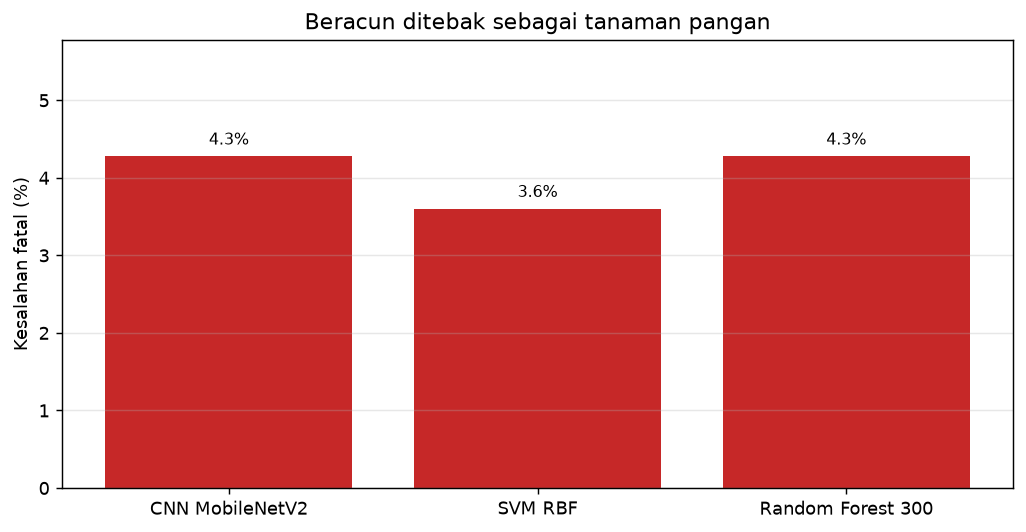 Beracun ditebak sebagai tanaman pangan
Kesalahan fatal (%)
5
4
3
2
1
0
4.3%
3.6%
4.3%
CNN MobileNetV2
SVM RBF
Random Forest 300